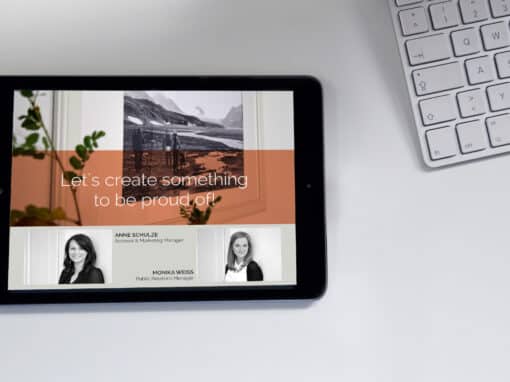 Let's create something
to be proud of!
ANNE SCHULZE
Account & Marketing Manager
MONIKA WEISS
Public Relations Manager
Q
W
A
S
Y
X